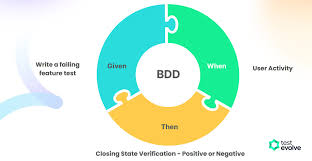 Write a failing
feature test
Given
BDD
When
User Activity
Then
Closing State Verification - Positive or Negative
test
evolve